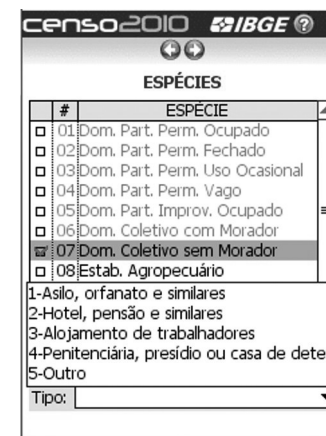 censo2010 IBGE ?
ESPÉCIES
# ESPÉCIE
01 Dom. Part. Perm. Ocupado
02 Dom. Part. Perm. Fechado
03 Dom. Part. Perm. Uso Ocasional
04 Dom. Part. Perm. Vago
05 Dom. Part. Improv. Ocupado
06 Dom. Coletivo com Morador
07 Dom. Coletivo sem Morador
08 Estab. Agropecuário
1-Asilo, orfanato e similares
2-Hotel, pensão e similares
3-Alojamento de trabalhadores
4-Penitenciária, presídio ou casa de dete
5-Outro
Tipo: